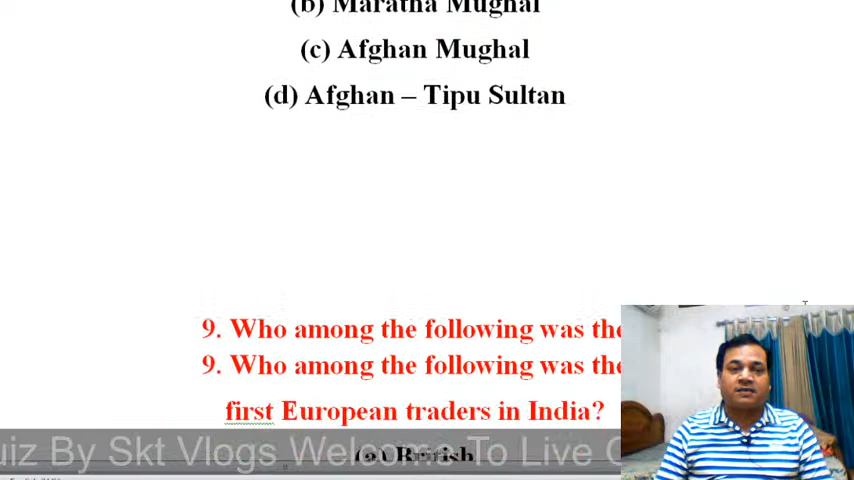 (b) Maratha Mughal
(c) Afghan Mughal
(d) Afghan – Tipu Sultan
9. Who among the following was the
9. Who among the following was the
first European traders in India?
(a) British
uiz By Skt Vlogs Welcome To Live